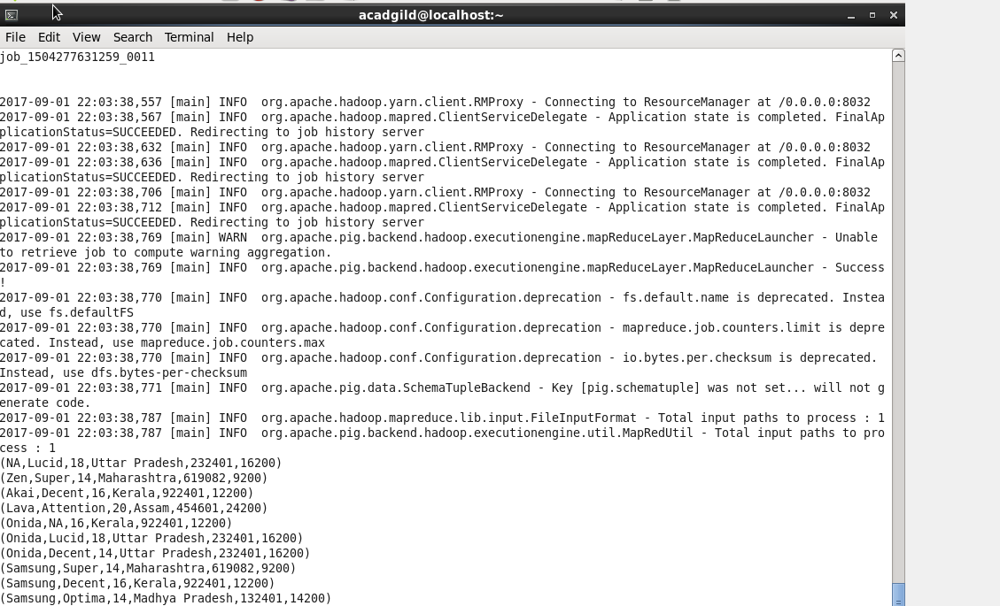 acadgild@localhost:~
File Edit View Search Terminal Help
job_1504277631259_0011
2017-09-01 22:03:38,557 [main] INFO  org.apache.hadoop.yarn.client.RMProxy - Connecting to ResourceManager at /0.0.0.0:8032
2017-09-01 22:03:38,567 [main] INFO  org.apache.hadoop.mapred.ClientServiceDelegate - Application state is completed. FinalAp
plicationStatus=SUCCEEDED. Redirecting to job history server
2017-09-01 22:03:38,632 [main] INFO  org.apache.hadoop.yarn.client.RMProxy - Connecting to ResourceManager at /0.0.0.0:8032
2017-09-01 22:03:38,636 [main] INFO  org.apache.hadoop.mapred.ClientServiceDelegate - Application state is completed. FinalAp
plicationStatus=SUCCEEDED. Redirecting to job history server
2017-09-01 22:03:38,706 [main] INFO  org.apache.hadoop.yarn.client.RMProxy - Connecting to ResourceManager at /0.0.0.0:8032
2017-09-01 22:03:38,712 [main] INFO  org.apache.hadoop.mapred.ClientServiceDelegate - Application state is completed. FinalAp
plicationStatus=SUCCEEDED. Redirecting to job history server
2017-09-01 22:03:38,769 [main] WARN  org.apache.pig.backend.hadoop.executionengine.mapReduceLayer.MapReduceLauncher - Unable
to retrieve job to compute warning aggregation.
2017-09-01 22:03:38,769 [main] INFO  org.apache.pig.backend.hadoop.executionengine.mapReduceLayer.MapReduceLauncher - Success
!
2017-09-01 22:03:38,770 [main] INFO  org.apache.hadoop.conf.Configuration.deprecation - fs.default.name is deprecated. Instea
d, use fs.defaultFS
2017-09-01 22:03:38,770 [main] INFO  org.apache.hadoop.conf.Configuration.deprecation - mapreduce.job.counters.limit is depre
cated. Instead, use mapreduce.job.counters.max
2017-09-01 22:03:38,770 [main] INFO  org.apache.hadoop.conf.Configuration.deprecation - io.bytes.per.checksum is deprecated.
Instead, use dfs.bytes-per-checksum
2017-09-01 22:03:38,771 [main] INFO  org.apache.pig.data.SchemaTupleBackend - Key [pig.schematuple] was not set... will not g
enerate code.
2017-09-01 22:03:38,787 [main] INFO  org.apache.hadoop.mapreduce.lib.input.FileInputFormat - Total input paths to process : 1
2017-09-01 22:03:38,787 [main] INFO  org.apache.pig.backend.hadoop.executionengine.util.MapRedUtil - Total input paths to pro
cess : 1
(NA,Lucid,18,Uttar Pradesh,232401,16200)
(Zen,Super,14,Maharashtra,619082,9200)
(Akai,Decent,16,Kerala,922401,12200)
(Lava,Attention,20,Assam,454601,24200)
(Onida,NA,16,Kerala,922401,12200)
(Onida,Lucid,18,Uttar Pradesh,232401,16200)
(Onida,Decent,14,Uttar Pradesh,232401,16200)
(Samsung,Super,14,Maharashtra,619082,9200)
(Samsung,Decent,16,Kerala,922401,12200)
(Samsung,Optima,14,Madhya Pradesh,132401,14200)